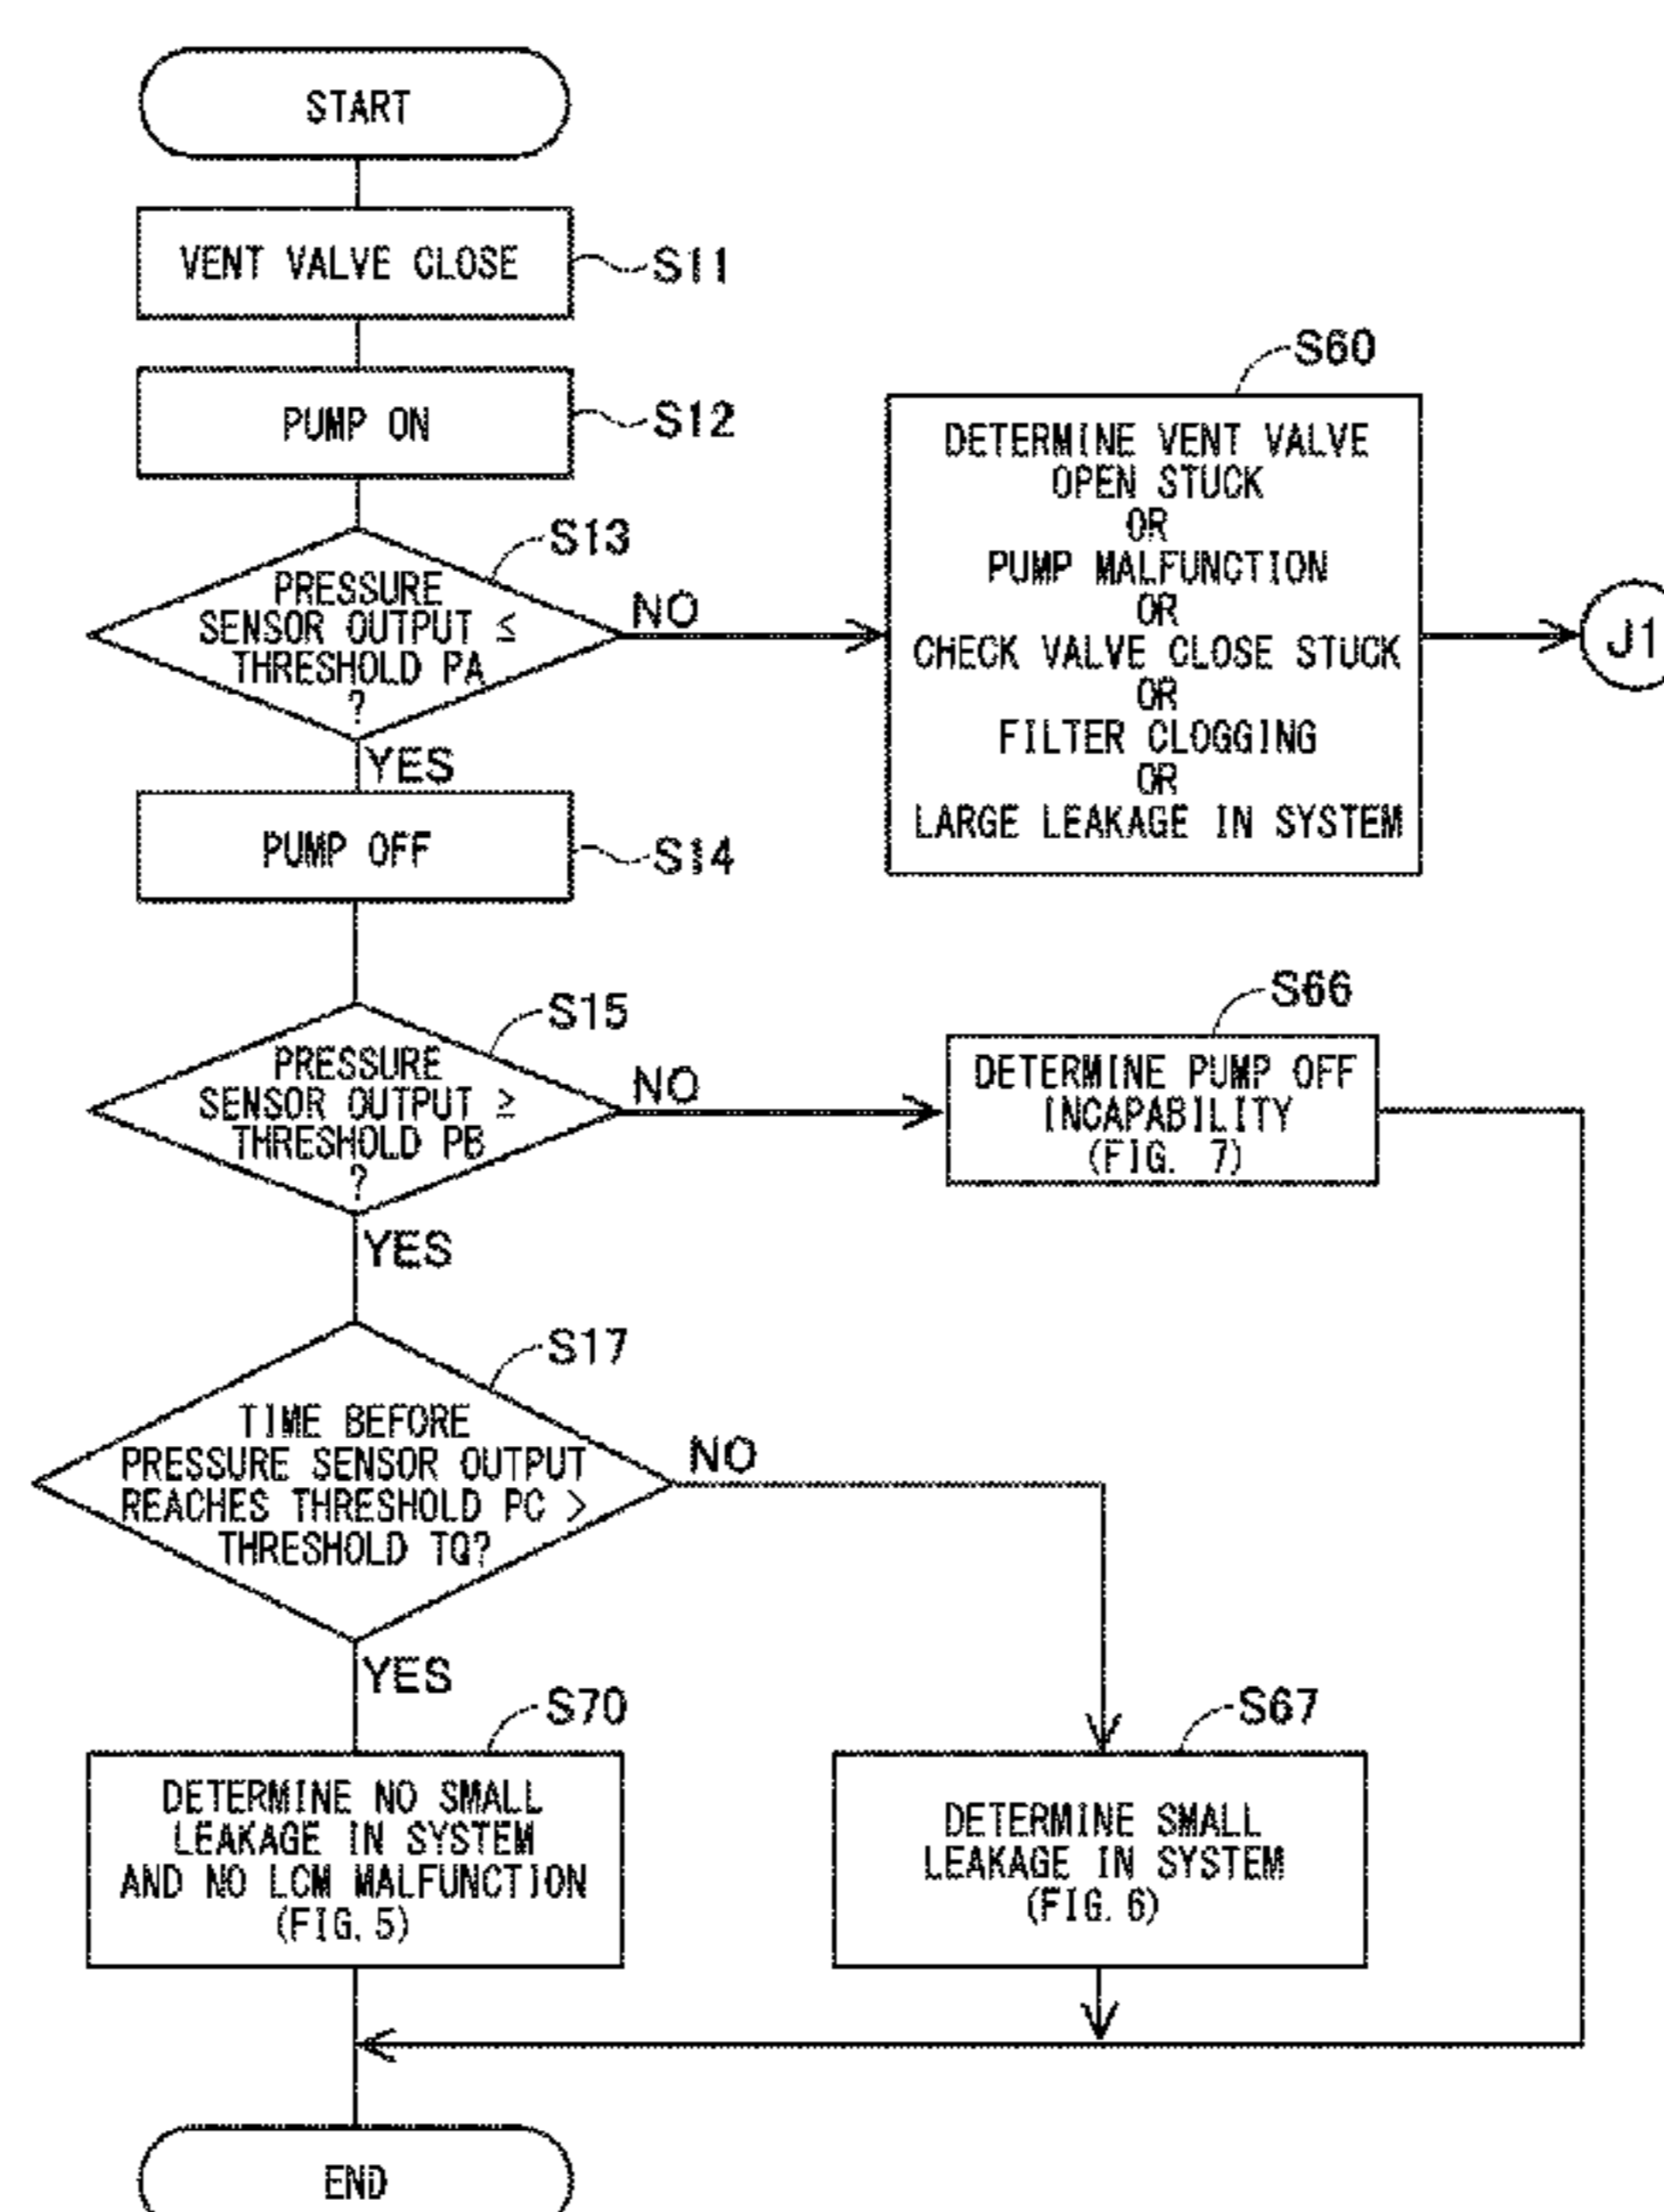 START
VENT VALVE CLOSE
S11
PUMP ON
S12
S13
PRESSURE
SENSOR OUTPUT ≤
THRESHOLD PA
?
NO
YES
S60
DETERMINE VENT VALVE
OPEN STUCK
OR
PUMP MALFUNCTION
OR
CHECK VALVE CLOSE STUCK
OR
FILTER CLOGGING
OR
LARGE LEAKAGE IN SYSTEM
J1
PUMP OFF
S14
S15
PRESSURE
SENSOR OUTPUT ≥
THRESHOLD PB
?
NO
YES
S66
DETERMINE PUMP OFF
INCAPABILITY
(FIG. 7)
S17
TIME BEFORE
PRESSURE SENSOR OUTPUT
REACHES THRESHOLD PC >
THRESHOLD TQ?
NO
YES
S70
DETERMINE NO SMALL
LEAKAGE IN SYSTEM
AND NO LCM MALFUNCTION
(FIG. 5)
S67
DETERMINE SMALL
LEAKAGE IN SYSTEM
(FIG. 6)
END